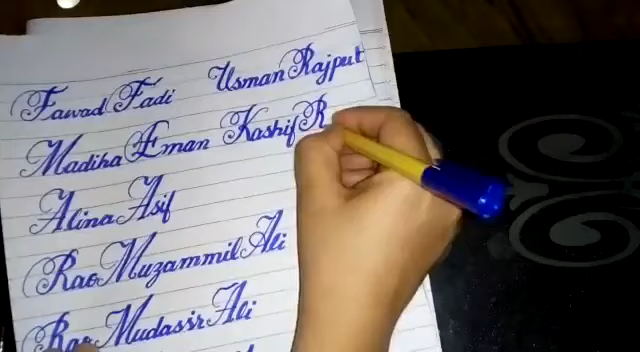 Fawad Fadi Usman Rajput
Madiha Eman Kashif R
Alina Asif
Rao Muzammil Ali
Rao Mudassir Ali